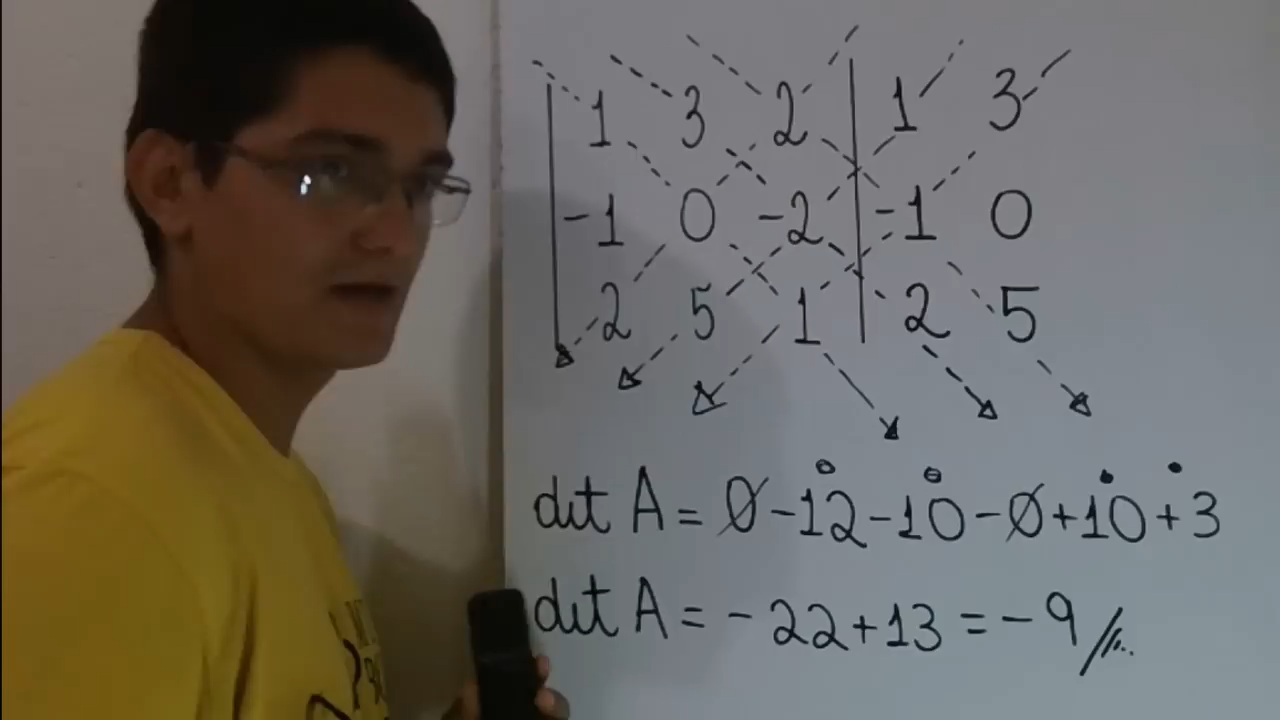 1 3 2 1 3
-1 0 -2 -1 0
2 5 1 2 5
det A = 0-12-10-0+10+3
det A = -22+13 = -9